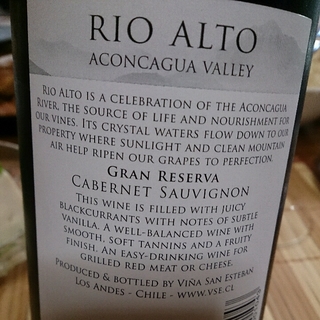 RIO ALTO
ACONCAGUA VALLEY
RIO ALTO IS A CELEBRATION OF THE ACONCAGUA
RIVER, THE SOURCE OF LIFE AND NOURISHMENT FOR
OUR VINES. ITS CRYSTAL WATERS FLOW DOWN TO OUR
PROPERTY WHERE SUNLIGHT AND CLEAN MOUNTAIN
AIR HELP RIPEN OUR GRAPES TO PERFECTION.
GRAN RESERVA
CABERNET SAUVIGNON
THIS WINE IS FILLED WITH JUICY
BLACKCURRANTS WITH NOTES OF SUBTLE
VANILLA. A WELL-BALANCED WINE WITH
SMOOTH, SOFT TANNINS AND A FRUITY
FINISH. AN EASY-DRINKING WINE FOR
GRILLED RED MEAT OR CHEESE.
PRODUCED & BOTTLED BY VIÑA SAN ESTEBAN
LOS ANDES - CHILE - WWW.VSE.CL